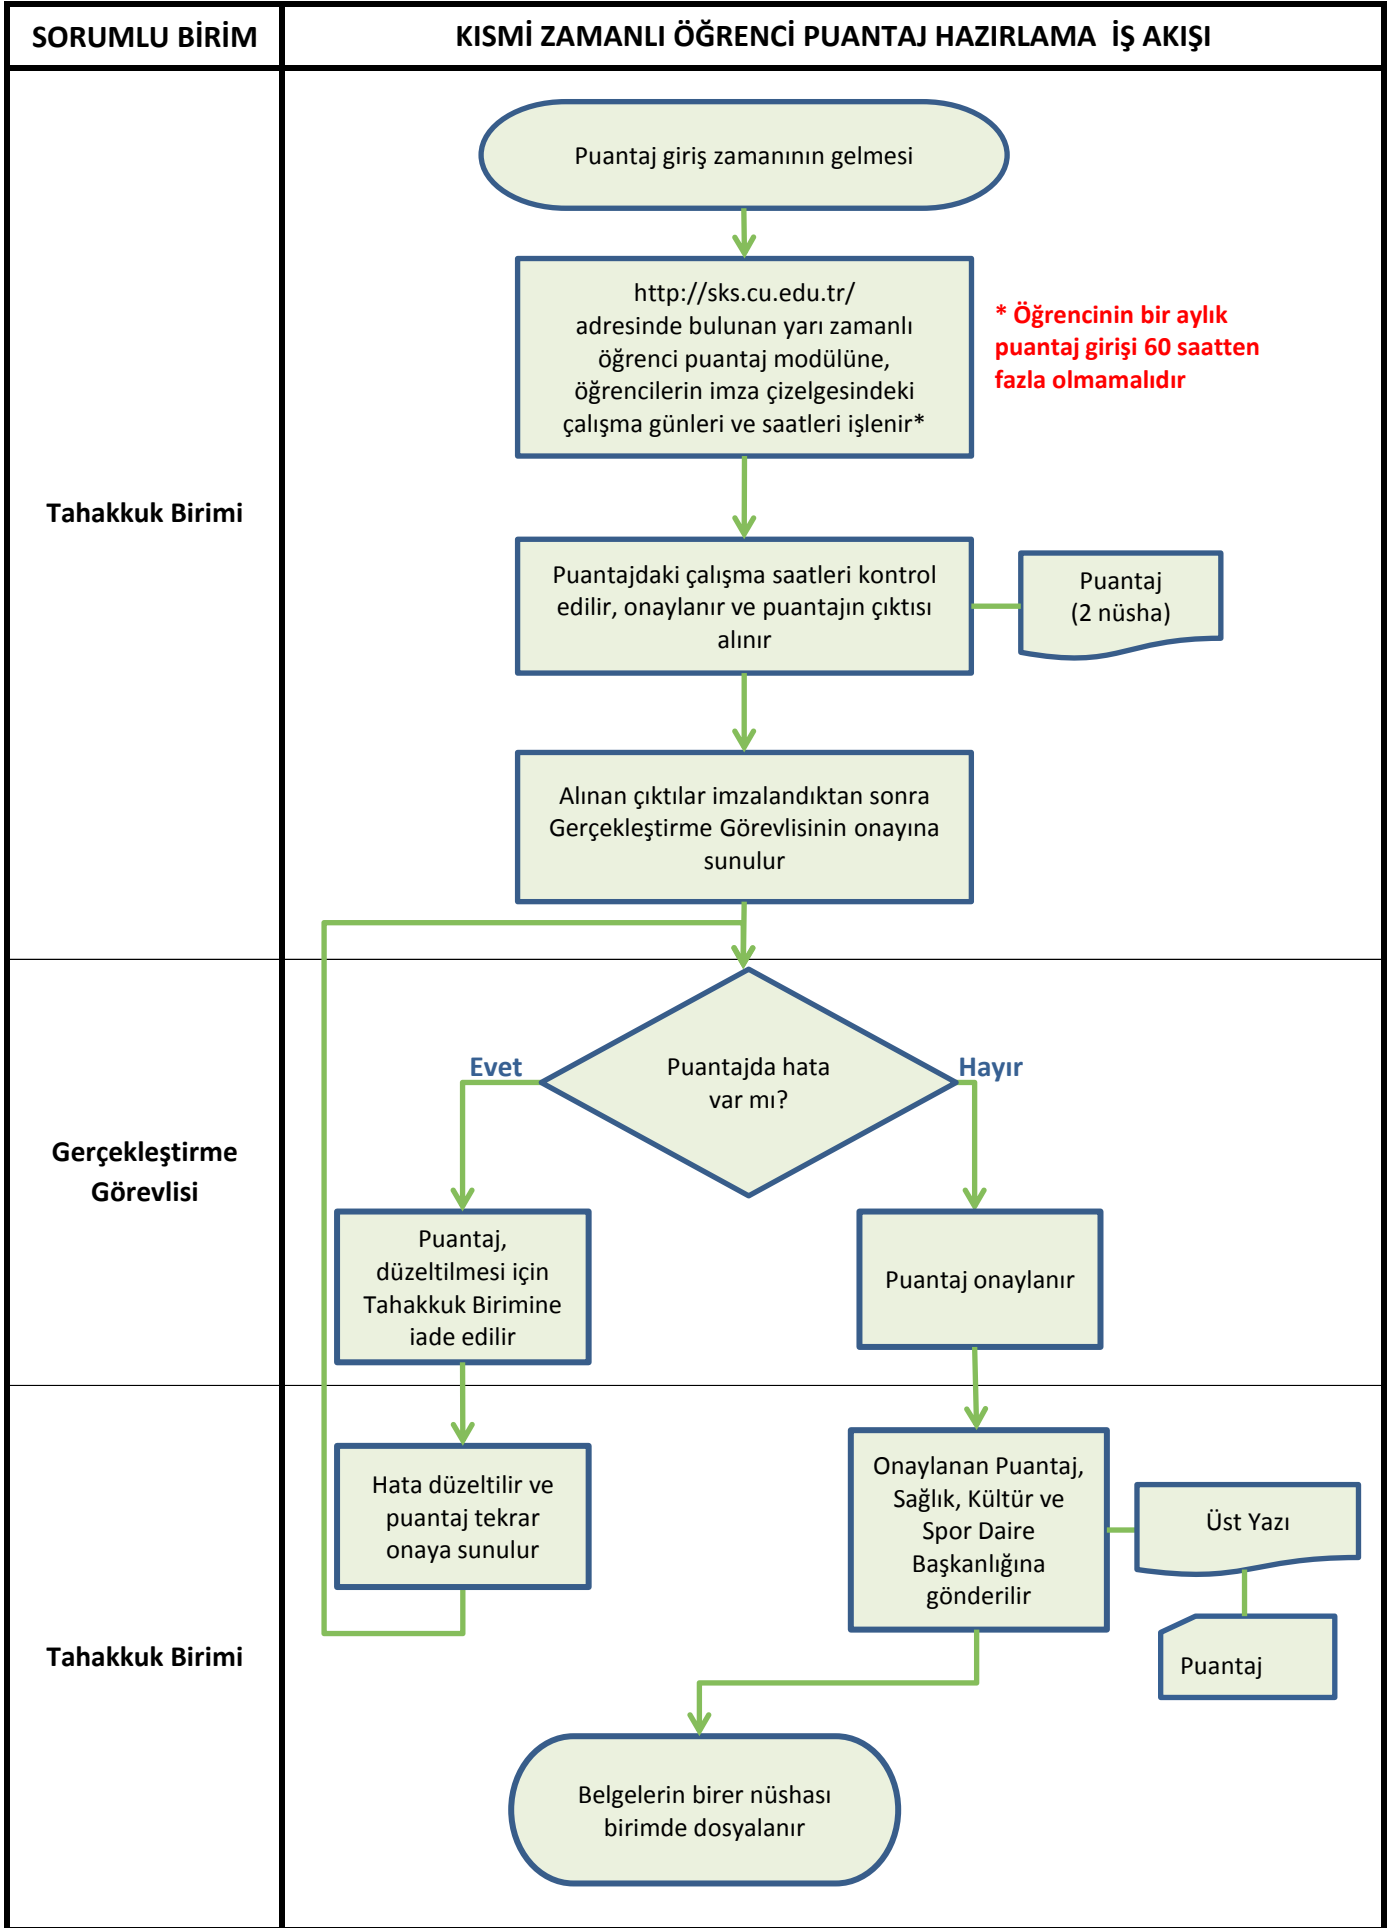 SORUMLU BİRİM
KISMİ ZAMANLI ÖĞRENCİ PUANTAJ HAZIRLAMA İŞ AKIŞI
Puantaj giriş zamanının gelmesi
http://sks.cu.edu.tr/
adresinde bulunan yarı zamanlı
öğrenci puantaj modülüne,
öğrencilerin imza çizelgesindeki
çalışma günleri ve saatleri işlenir*
* Öğrencinin bir aylık
puantaj girişi 60 saatten
fazla olmamalıdır
Tahakkuk Birimi
Puantajdaki çalışma saatleri kontrol
edilir, onaylanır ve puantajın çıktısı
alınır
Puantaj
(2 nüsha)
Alınan çıktılar imzalandıktan sonra
Gerçekleştirme Görevlisinin onayına
sunulur
Gerçekleştirme
Görevlisi
Puantajda hata
var mı?
Evet
Hayır
Puantaj,
düzeltilmesi için
Tahakkuk Birimine
iade edilir
Puantaj onaylanır
Tahakkuk Birimi
Hata düzeltilir ve
puantaj tekrar
onaya sunulur
Onaylanan Puantaj,
Sağlık, Kültür ve
Spor Daire
Başkanlığına
gönderilir
Üst Yazı
Puantaj
Belgelerin birer nüshası
birimde dosyalanır